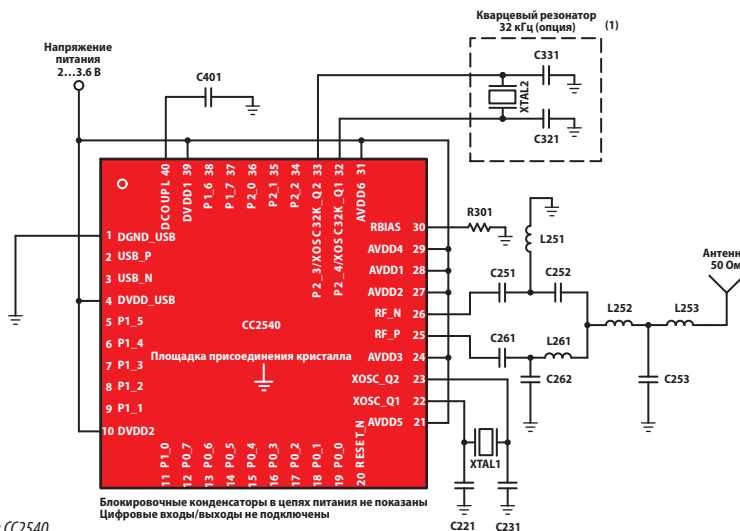 Кварцевый резонатор
32 кГц (опция)
(1)
Напряжение
питания
2...3.6 В
C401
C331
XTAL2
C321
DCOUPL 40
DVDD1 39
P1_6 38
P1_7 37
P2_0 36
P2_1 35
P2_2 34
P2_3/XOSC32K_Q2 33
P2_4/XOSC32K_Q1 32
AVDD6 31
1 DGND_USB
2 USB_P
3 USB_N
4 DVDD_USB
5 P1_5
6 P1_4
7 P1_3
8 P1_2
9 P1_1
10 DVDD2
CC2540
Площадка присоединения кристалла
RBIAS 30
AVDD4 29
AVDD1 28
AVDD2 27
RF_N 26
RF_P 25
AVDD3 24
XOSC_Q2 23
XOSC_Q1 22
AVDD5 21
11 P1_0
12 P0_7
13 P0_6
14 P0_5
15 P0_4
16 P0_3
17 P0_2
18 P0_1
19 P0_0
20 RESET_N
R301
L251
C251
C252
C261
L261
C262
L252
L253
C253
Антенн
50 Ом
XTAL1
C221
C231
Блокировочные конденсаторы в цепях питания не показаны
Цифровые входы/выходы не подключены
CC2540